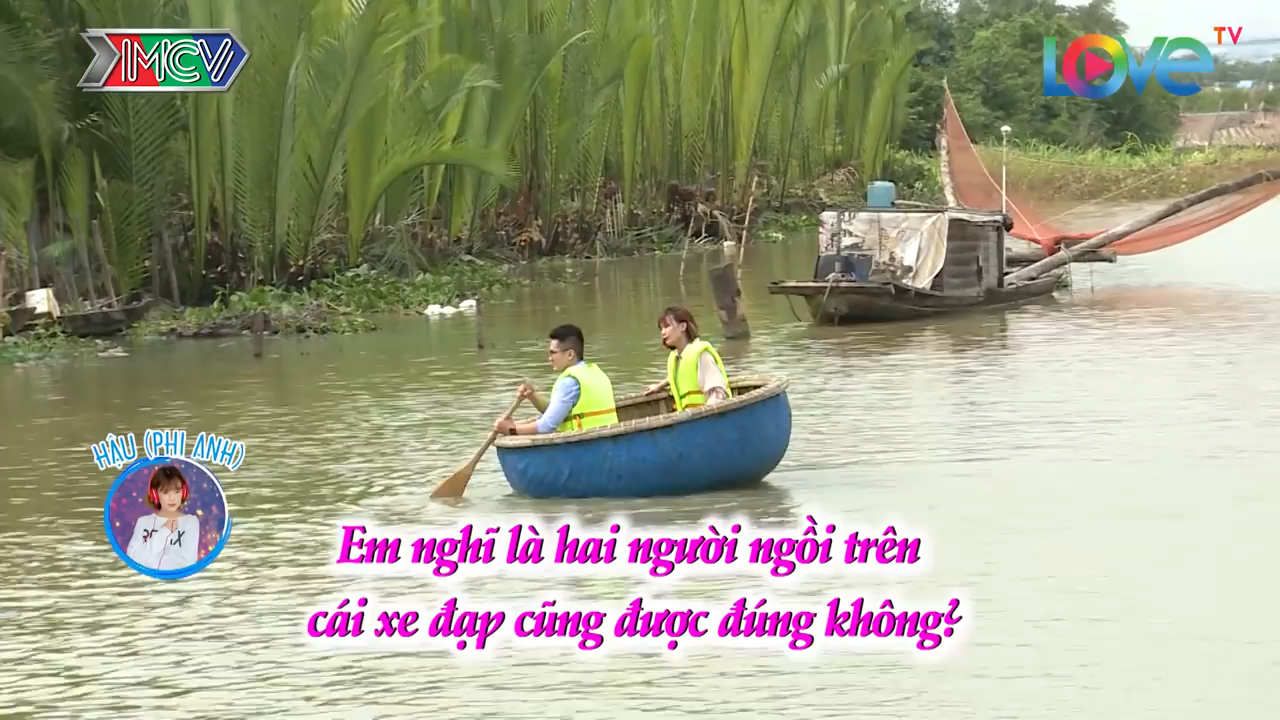 MCV
LOVE TV
HẬU (PHI ANH)
Em nghĩ là hai người ngồi trên
cái xe đạp cũng được đúng không?